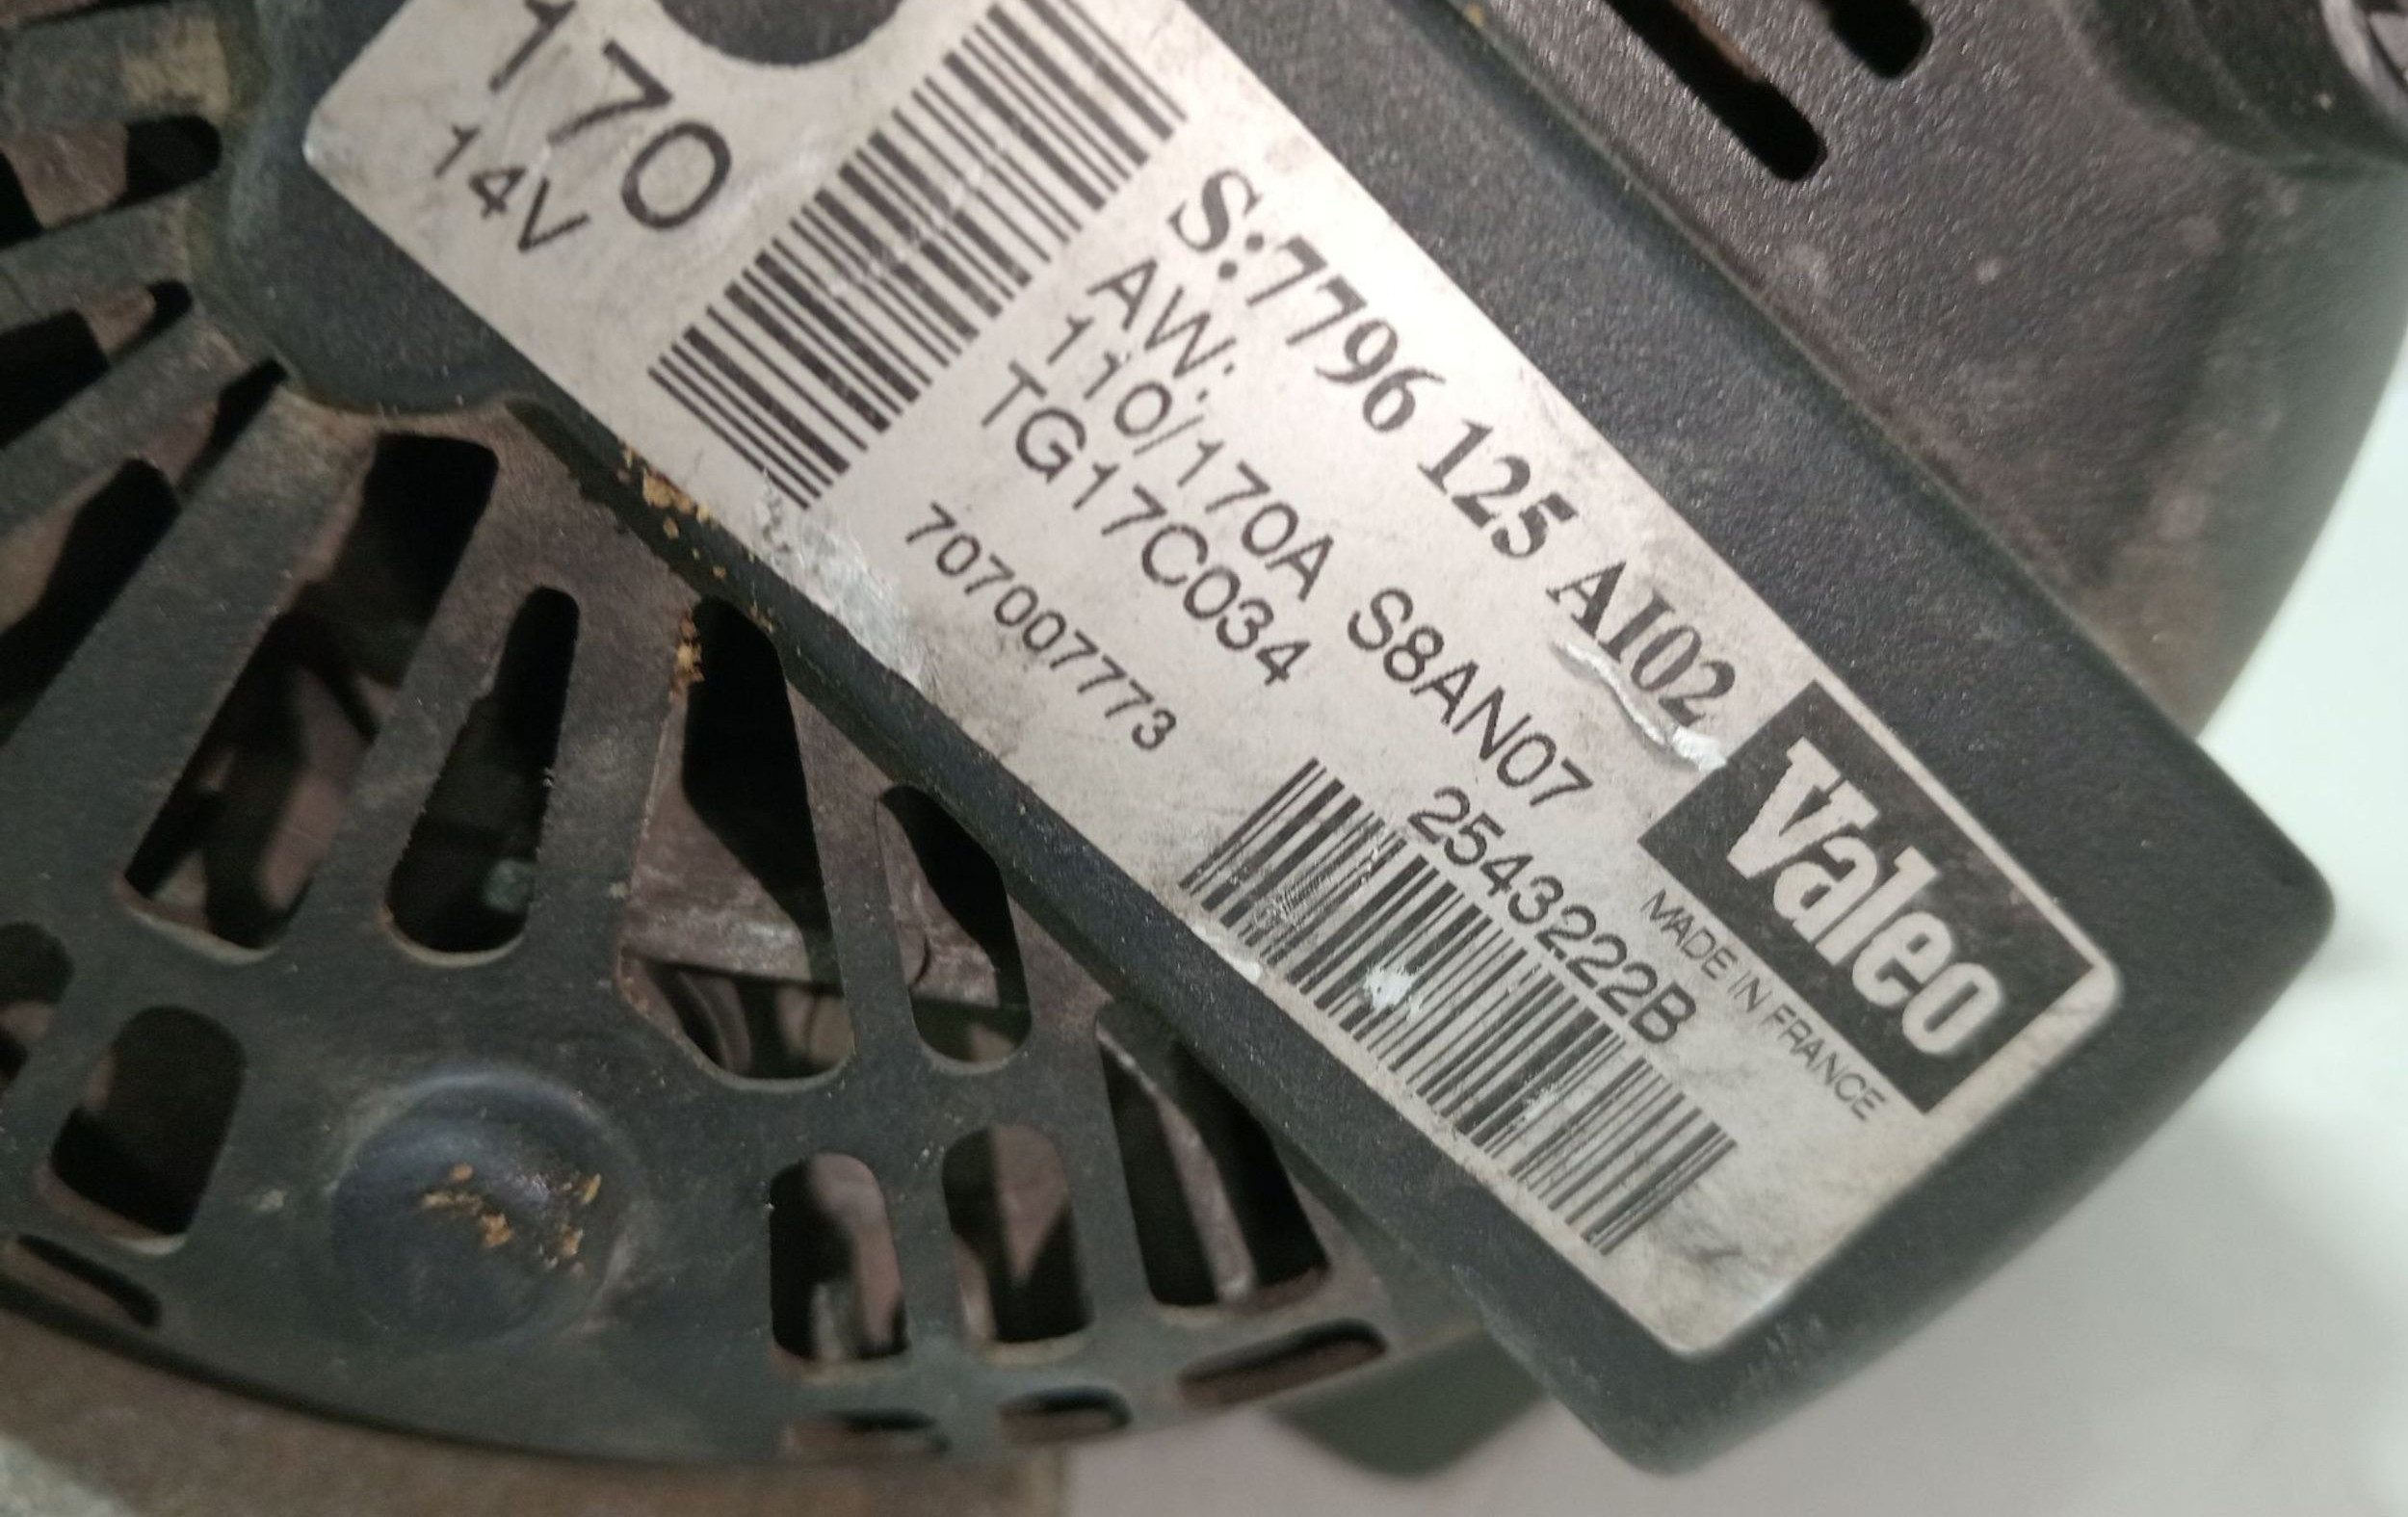 170
14V
S:7796 125 AI02
AW:
110/170A S8AN07
TG17C034
707007773
2543222B
Valeo
MADE IN FRANCE